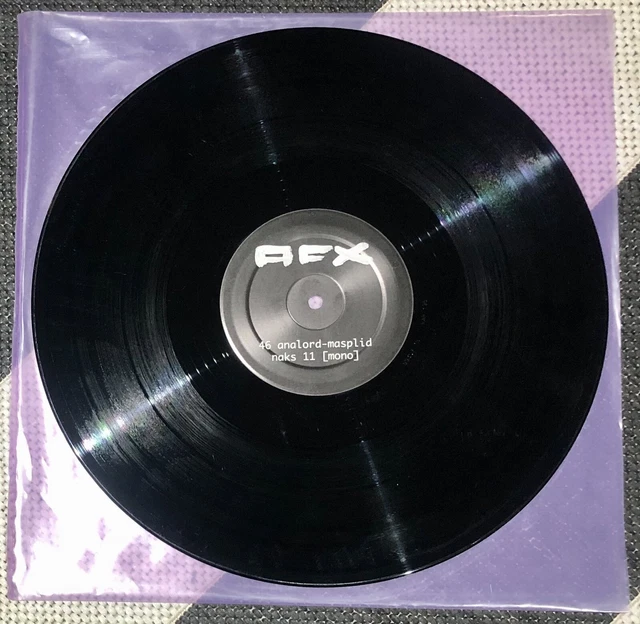 AFX
46 analord-masplid
naks 11 [mono]